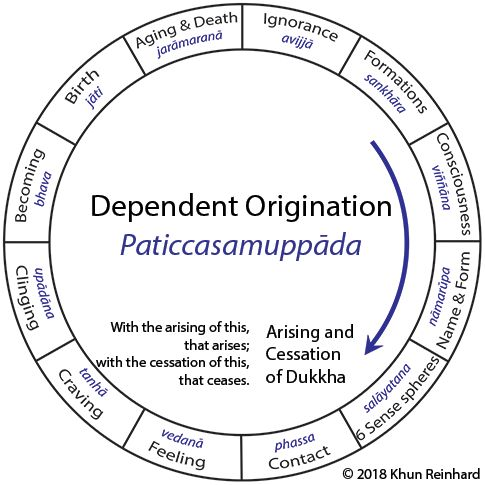 Ignorance
avijjā
Formations
sankhāra
Consciousness
viññāna
Name & Form
nāmarūpa
6 Sense spheres
salāyatana
Contact
phassa
Feeling
vedanā
Craving
tanhā
Clinging
upādāna
Becoming
bhava
Birth
jāti
Aging & Death
jarāmaranā
Dependent Origination
Paticcasamuppāda
With the arising of this,
that arises;
with the cessation of this,
that ceases.
Arising and
Cessation
of Dukkha
© 2018 Khun Reinhard